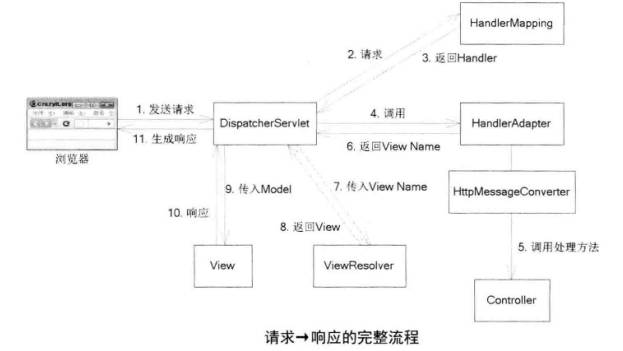 HandlerMapping
2. 请求
3. 返回Handler
Crazyit.org
1. 发送请求
DispatcherServlet
4. 调用
HandlerAdapter
11. 生成响应
6. 返回View Name
浏览器
9. 传入Model
7. 传入View Name
HttpMessageConverter
10. 响应
8. 返回View
5. 调用处理方法
View
ViewResolver
Controller
请求→响应的完整流程